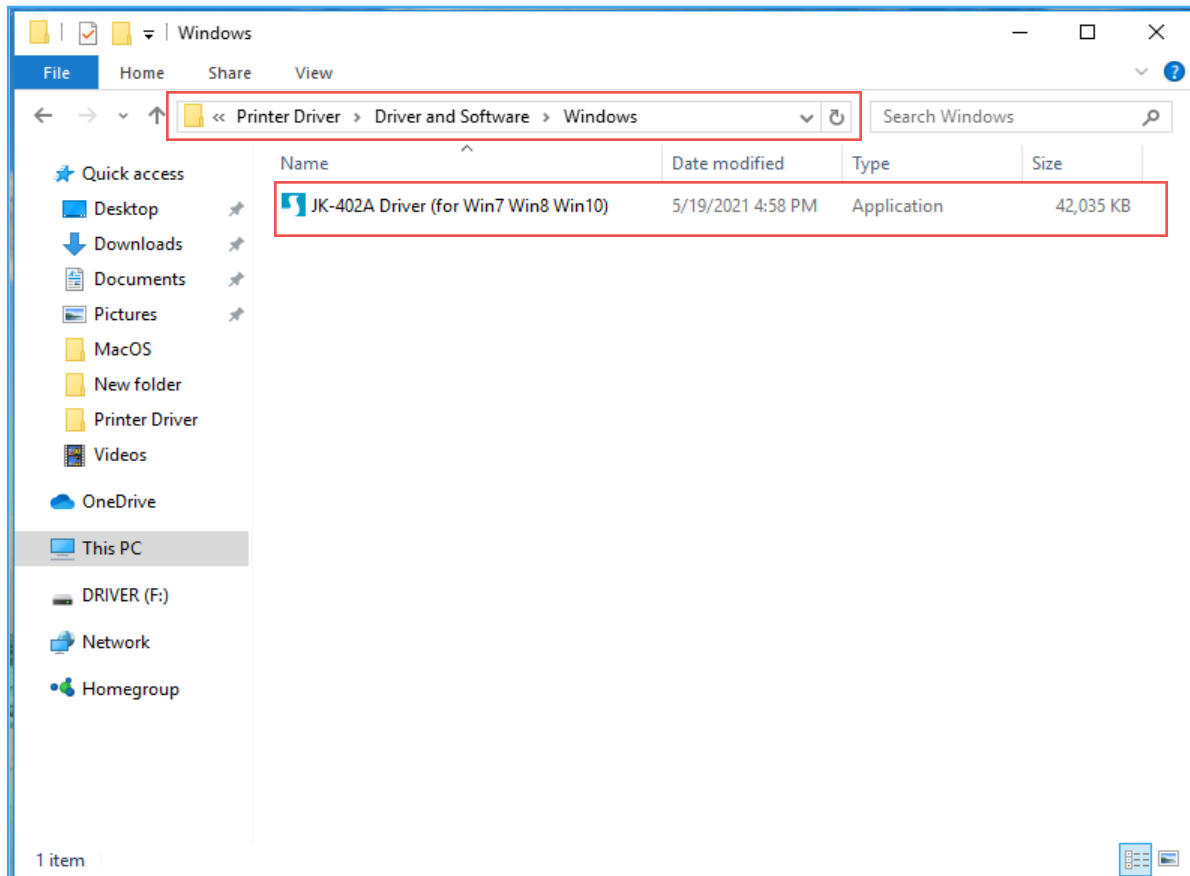 Windows
File Home Share View
« Printer Driver > Driver and Software > Windows
Search Windows
Name Date modified Type Size
JK-402A Driver (for Win7 Win8 Win10) 5/19/2021 4:58 PM Application 42,035 KB
Quick access
Desktop
Downloads
Documents
Pictures
MacOS
New folder
Printer Driver
Videos
OneDrive
This PC
DRIVER (F:)
Network
Homegroup
1 item